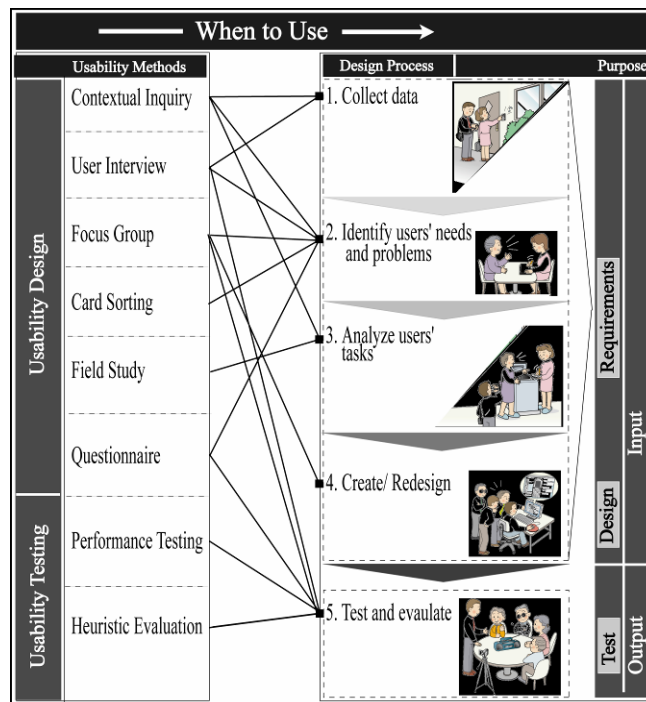 When to Use
Usability Methods
Design Process
Purpose
Usability Design
Contextual Inquiry
User Interview
Focus Group
Card Sorting
Field Study
Questionnaire
Usability Testing
Performance Testing
Heuristic Evaluation
1. Collect data
2. Identify users' needs
and problems
3. Analyze users'
tasks
4. Create/ Redesign
5. Test and evaulate
Requirements
Design
Test
Input
Output